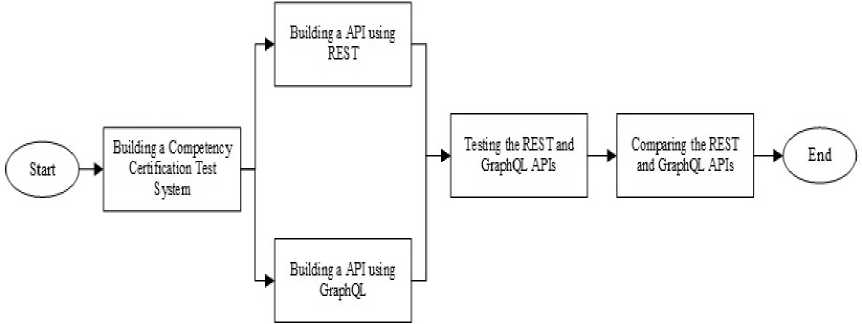 Start
Building a Competency
Certification Test
System
Building a API using
REST
Building a API using
GraphQL
Testing the REST and
GraphQL APIs
Comparing the REST
and GraphQL APIs
End